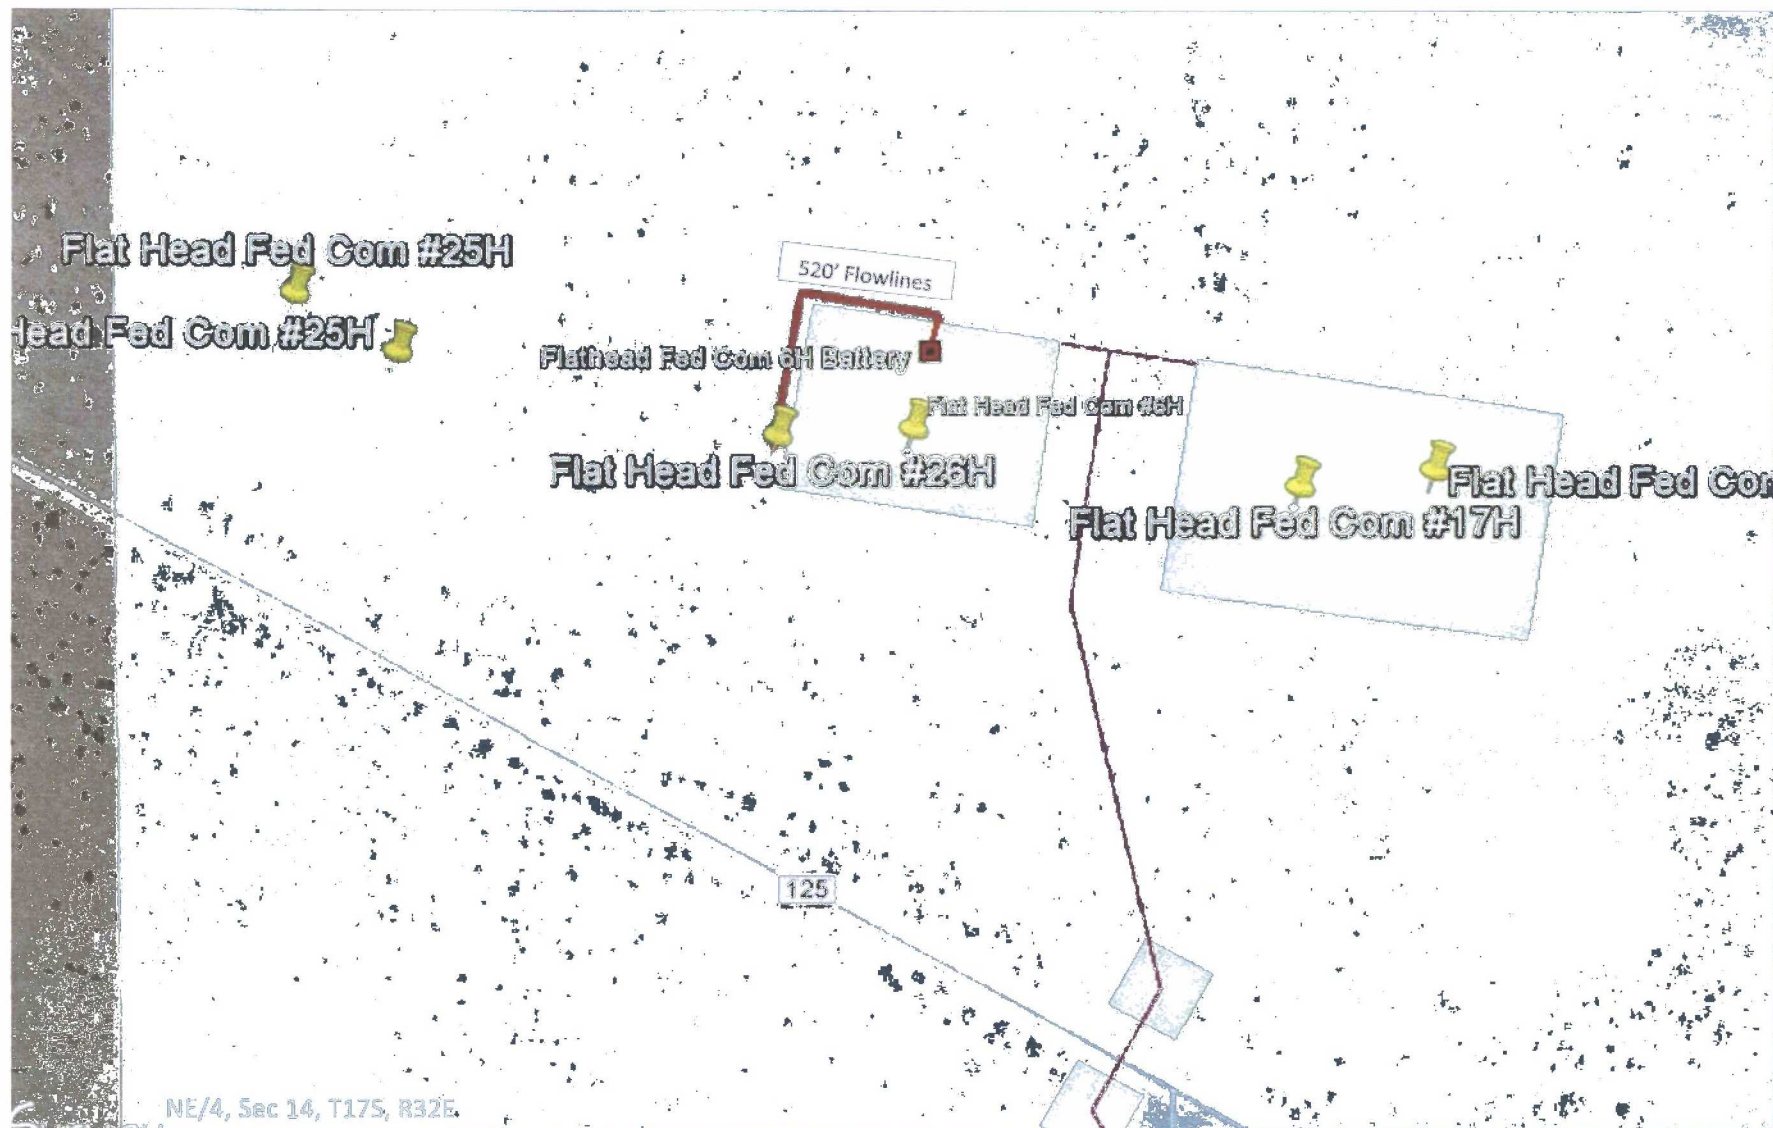 Flat Head Fed Com #25H
520' Flowlines
Head Fed Com #25H
Flathead Fed Com 6H Battery
Flat Head Fed Com #6H
Flat Head Fed Com #26H
Flat Head Fed Com
Flat Head Fed Com #17H
125
NE/4, Sec 14, T17S, R32E